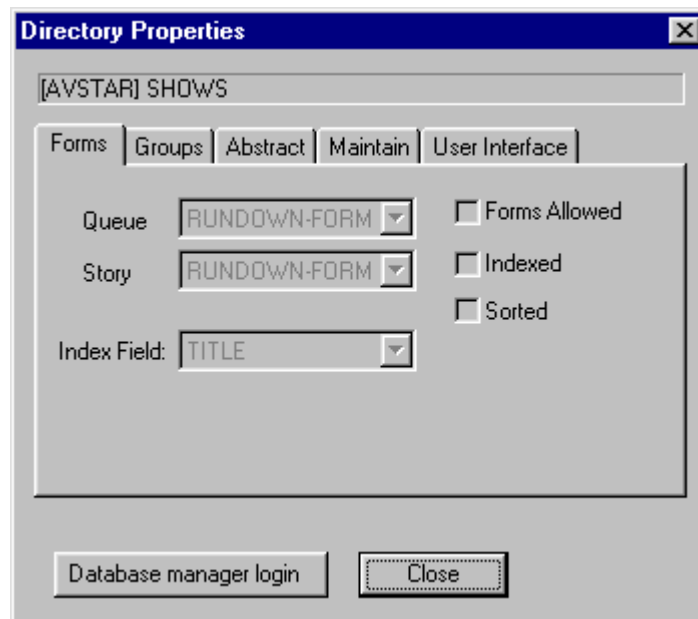 Directory Properties
[AVSTAR] SHOWS
Forms Groups Abstract Maintain User Interface
Queue RUNDOWN-FORM Forms Allowed
Story RUNDOWN-FORM Indexed
Sorted
Index Field: TITLE
Database manager login Close